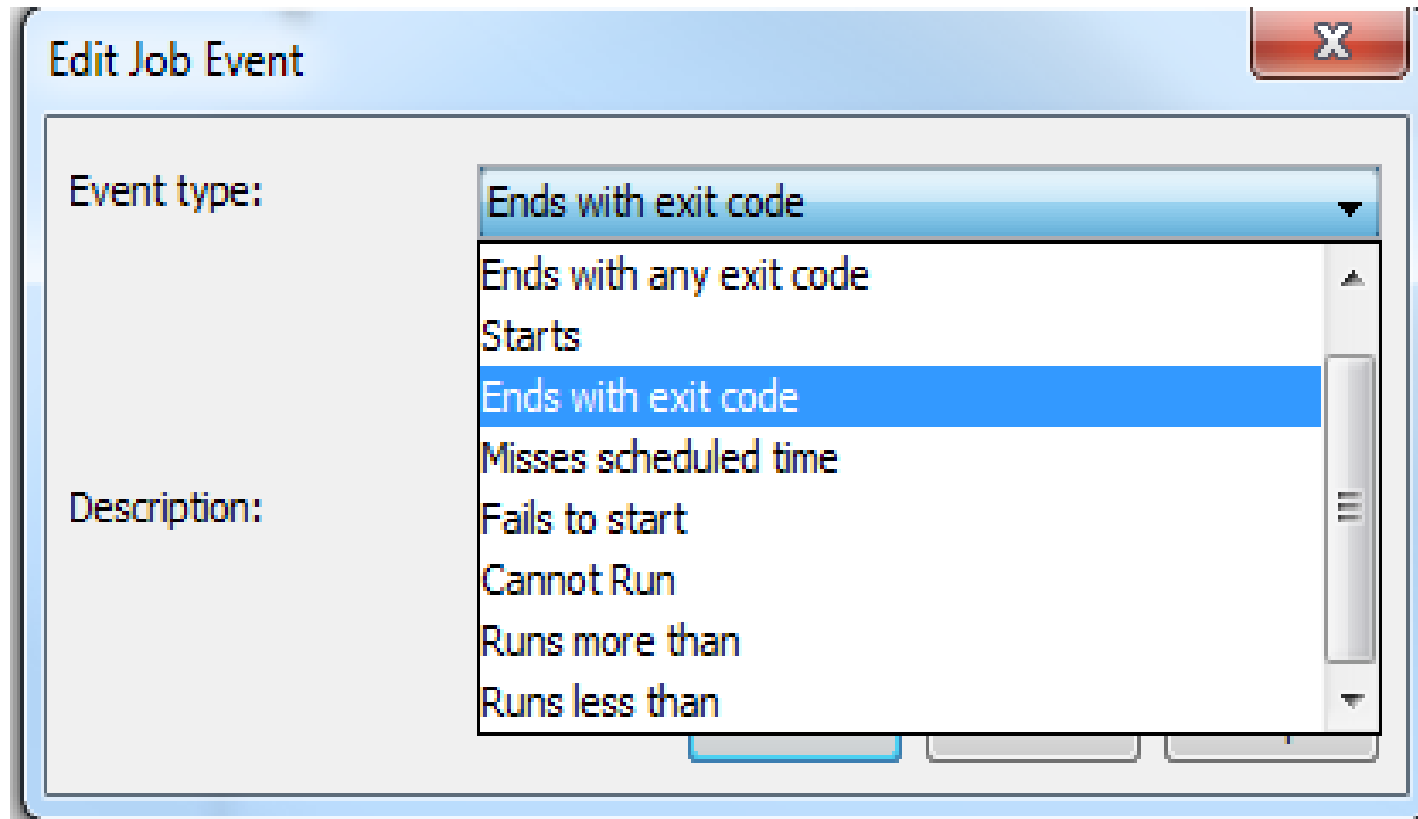 Edit Job Event
Event type:
Ends with exit code
Ends with any exit code
Starts
Ends with exit code
Misses scheduled time
Description:
Fails to start
Cannot Run
Runs more than
Runs less than